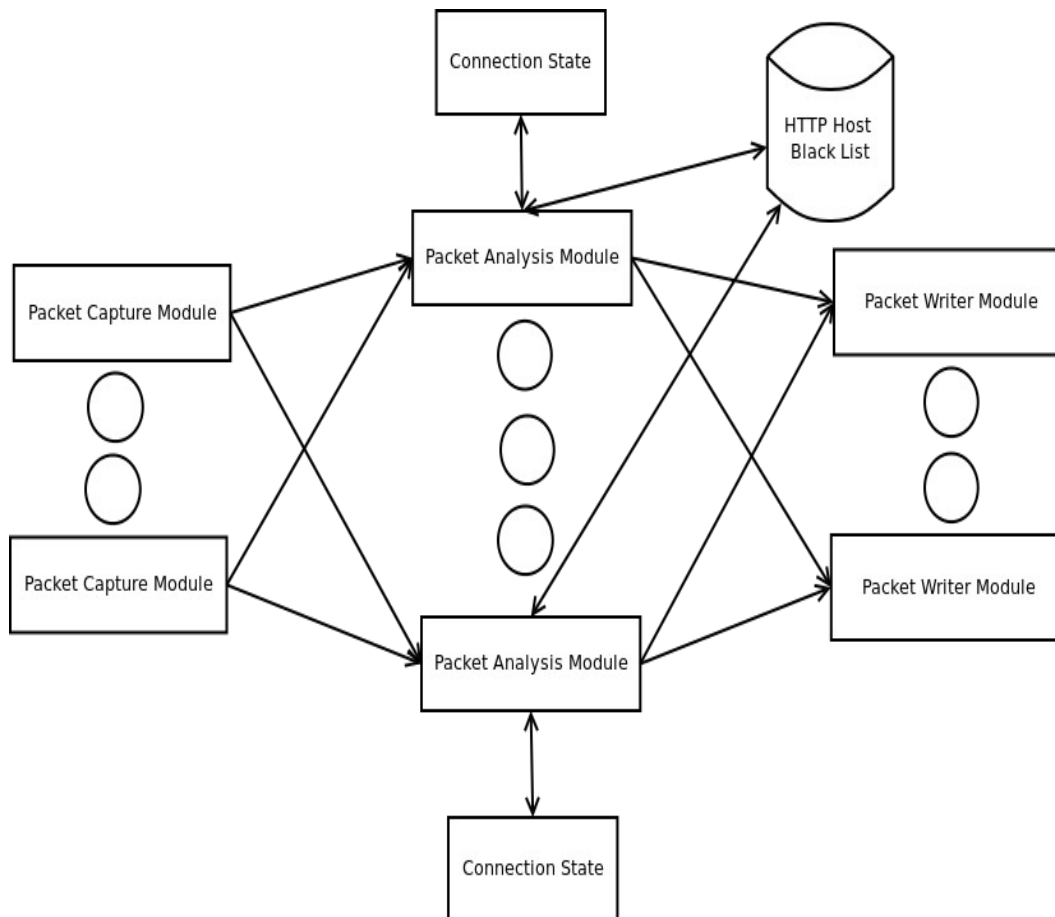 Connection State
HTTP Host
Black List
Packet Analysis Module
Packet Capture Module
Packet Writer Module
Packet Capture Module
Packet Writer Module
Packet Analysis Module
Connection State